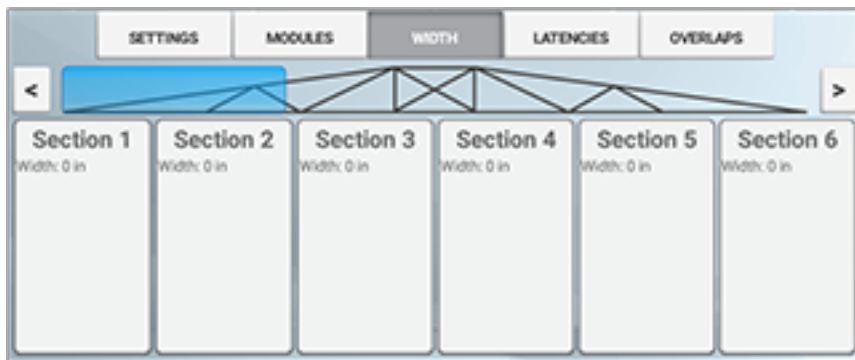 SETTINGS MODULES WIDTH LATENCIES OVERLAPS
< >
Section 1 Section 2 Section 3 Section 4 Section 5 Section 6
Width: 0 in Width: 0 in Width: 0 in Width: 0 in Width: 0 in Width: 0 in